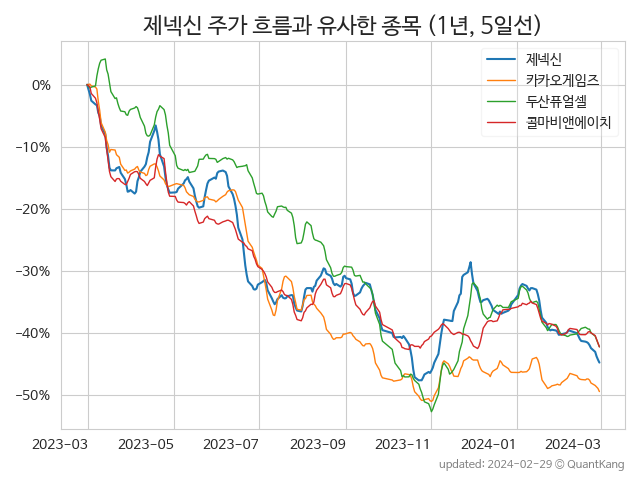 제넥신 주가 흐름과 유사한 종목 (1년, 5일선)
제넥신
카카오게임즈
두산퓨얼셀
콜마비앤에이치
0%
−10%
−20%
−30%
−40%
−50%
2023-03 2023-05 2023-07 2023-09 2023-11 2024-01 2024-03
updated: 2024-02-29 © QuantKang